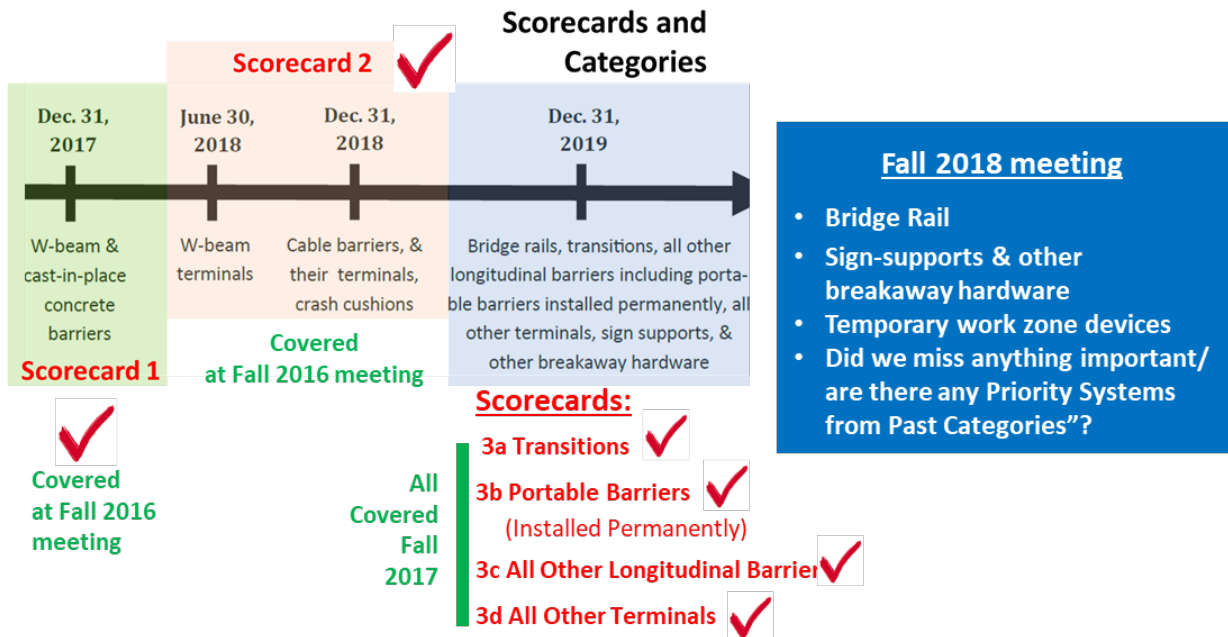 Scorecards and
Categories
Scorecard 2
Dec. 31,
2017
June 30,
2018
Dec. 31,
2018
Dec. 31,
2019
W-beam &
cast-in-place
concrete
barriers
W-beam
terminals
Cable barriers, &
their terminals,
crash cushions
Bridge rails, transitions, all other
longitudinal barriers including porta-
ble barriers installed permanently, all
other terminals, sign supports, &
other breakaway hardware
Scorecard 1
Covered
at Fall 2016
meeting
Covered
at Fall 2016 meeting
Scorecards:
3a Transitions
3b Portable Barriers
(Installed Permanently)
3c All Other Longitudinal Barrier
3d All Other Terminals
All
Covered
Fall
2017
Fall 2018 meeting
• Bridge Rail
• Sign-supports & other
breakaway hardware
• Temporary work zone devices
• Did we miss anything important/
are there any Priority Systems
from Past Categories”?